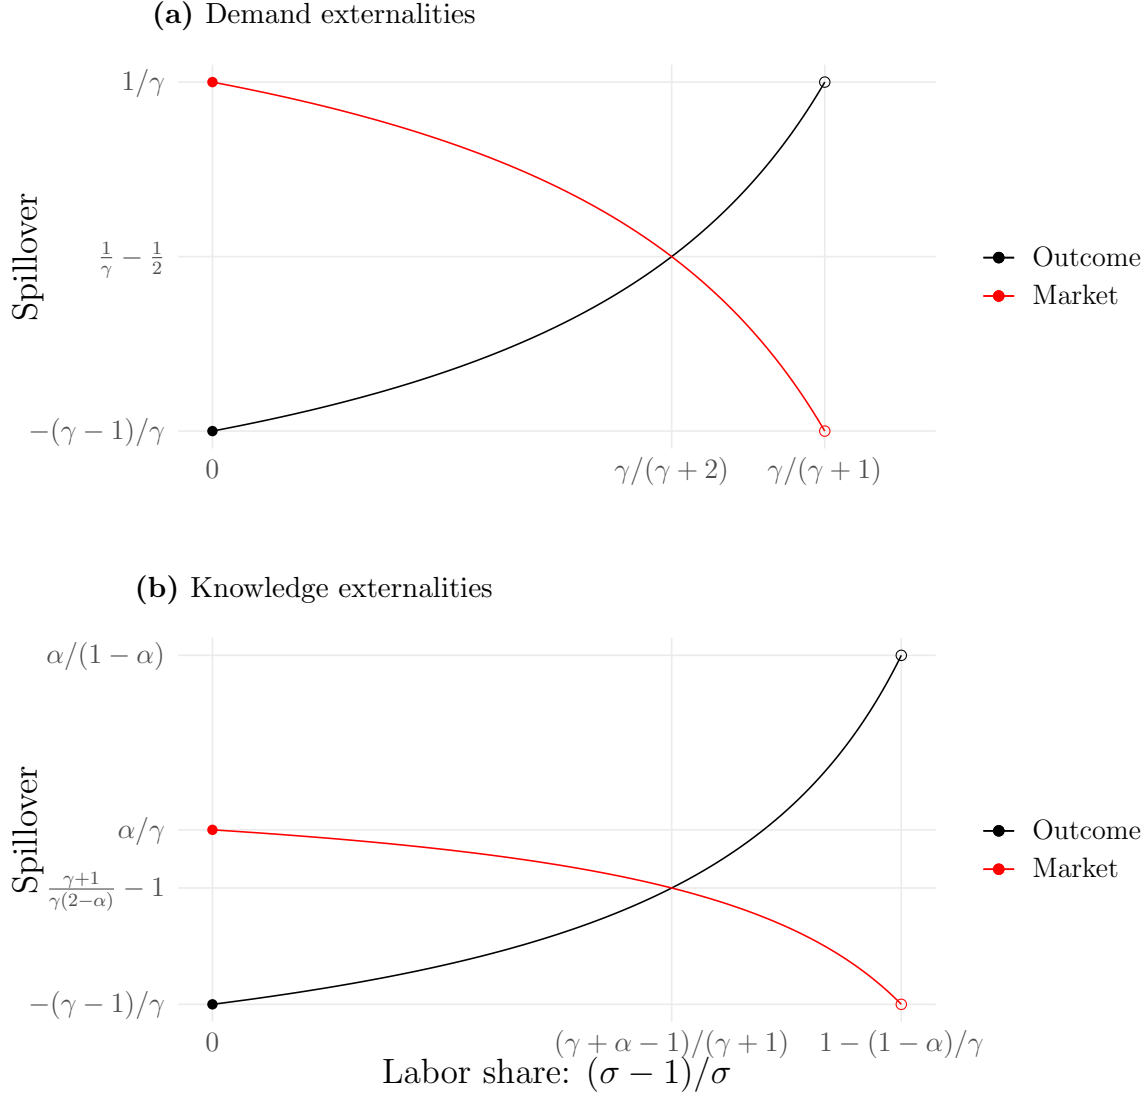 (a) Demand externalities
1/γ
1/γ − 1/2
−(γ − 1)/γ
Spillover
0
γ/(γ + 2)
γ/(γ + 1)
Outcome
Market
(b) Knowledge externalities
α/(1 − α)
α/γ
γ+1/γ(2−α) − 1
−(γ − 1)/γ
Spillover
0
(γ + α − 1)/(γ + 1)
1 − (1 − α)/γ
Outcome
Market
Labor share: (σ − 1)/σ